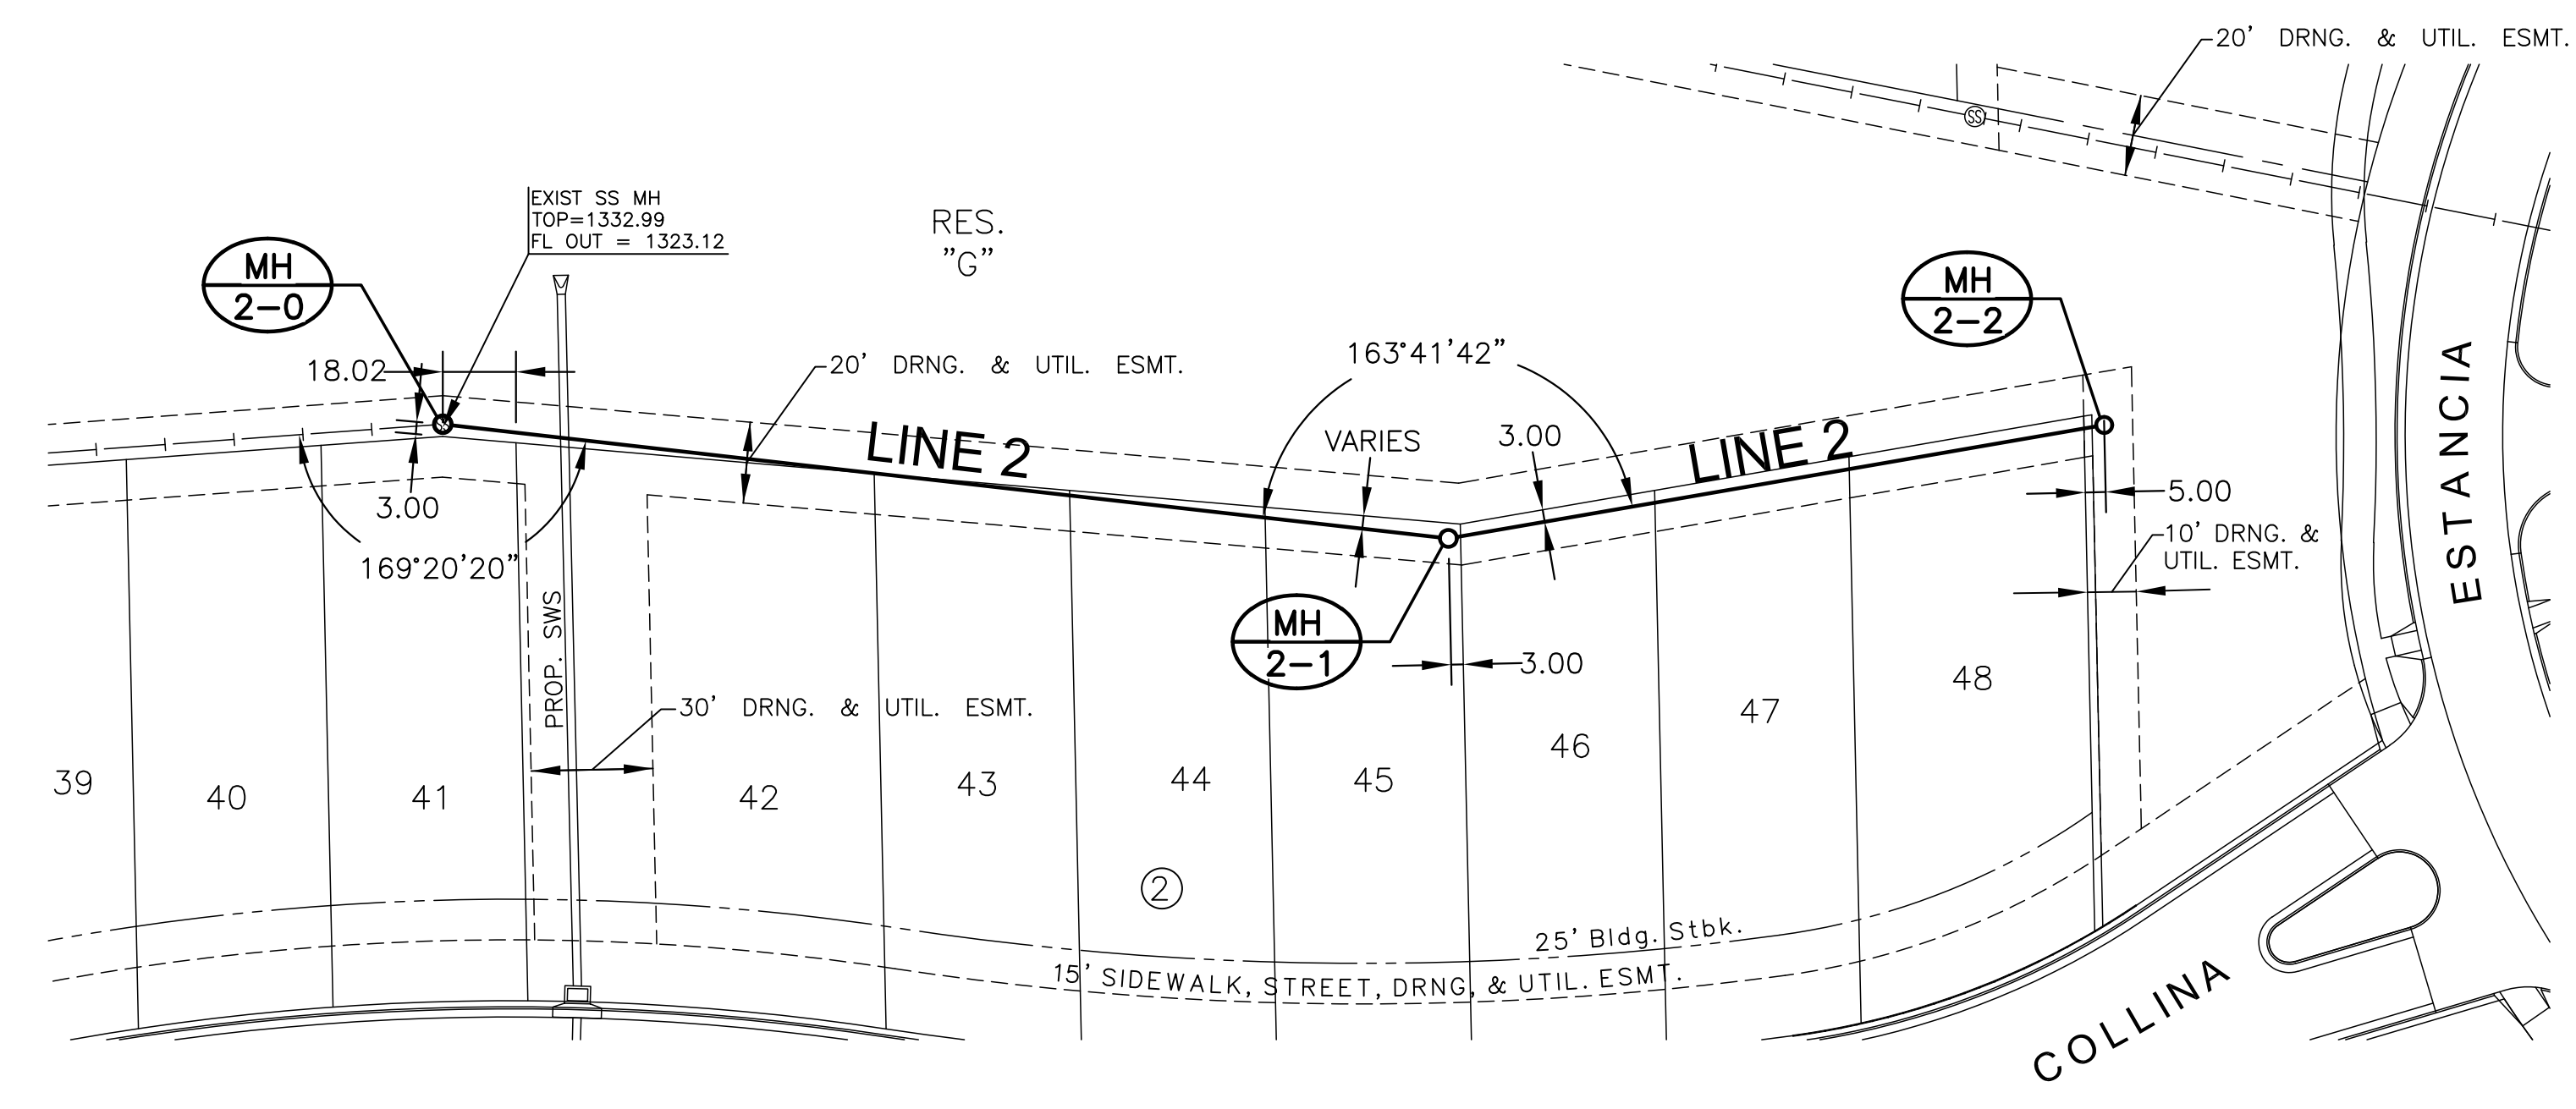 20' DRNG. & UTIL. ESMT.
SS
EXIST SS MH
TOP=1332.99
FL OUT = 1323.12
RES.
"G"
MH
2-0
MH
2-2
18.02
20' DRNG. & UTIL. ESMT.
163°41'42"
LINE 2
VARIES
3.00
LINE 2
ESTANCIA
3.00
5.00
169°20'20"
10' DRNG. &
UTIL. ESMT.
PROP. SWS
MH
2-1
3.00
30' DRNG. & UTIL. ESMT.
39
40
41
42
43
44
45
46
47
48
2
25' Bldg. Stbk.
15' SIDEWALK, STREET, DRNG, & UTIL. ESMT.
COLLINA